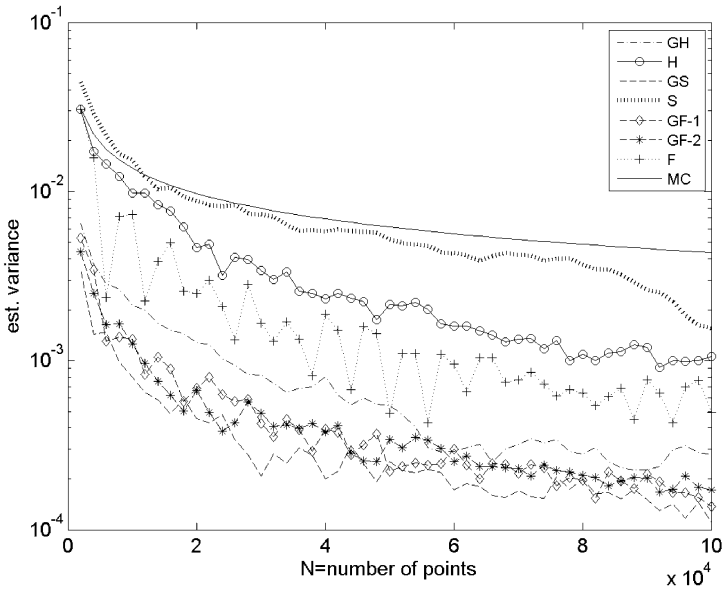 10^-1
10^-2
10^-3
10^-4
est. variance
GH
H
GS
S
GF-1
GF-2
F
MC
0 2 4 6 8 10
N=number of points
x 10^4